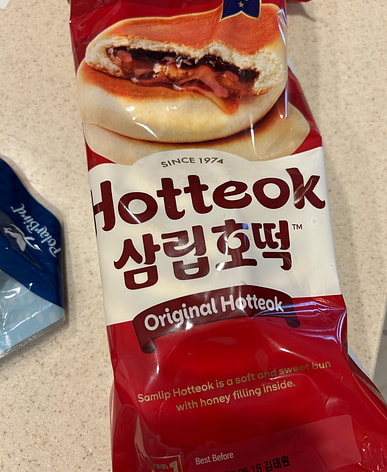 SINCE 1974
Hotteok
삼립호떡™
Original Hotteok
Samlip Hotteok is a soft and sweet bun
with honey filling inside.
Best Before
PolarBird